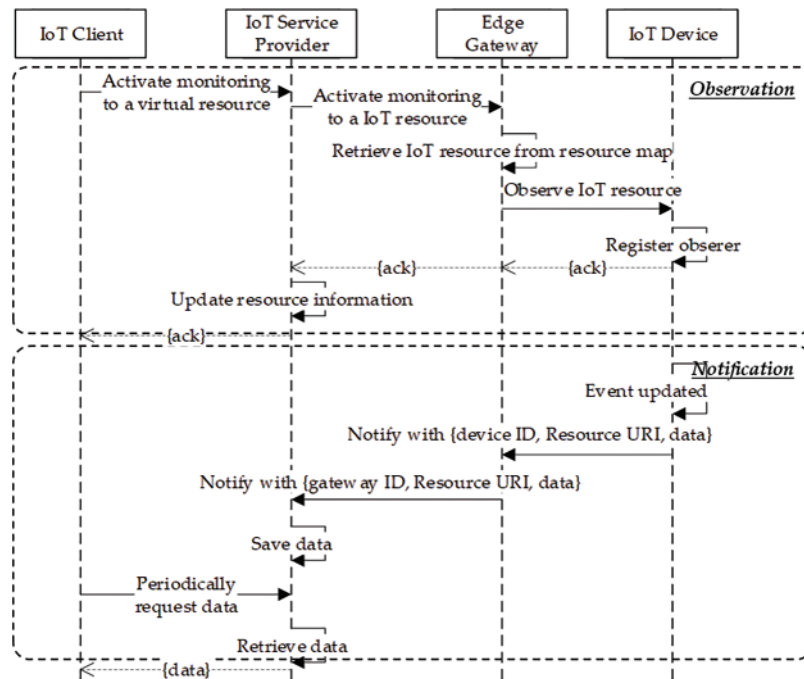 IoT Client
IoT Service
Provider
Edge
Gateway
IoT Device
Observation
Activate monitoring
to a virtual resource
Activate monitoring
to a IoT resource
Retrieve IoT resource from resource map
Observe IoT resource
Register obserer
{ack}
{ack}
Update resource information
{ack}
Notification
Event updated
Notify with {device ID, Resource URI, data}
Notify with {gateway ID, Resource URI, data}
Save data
Periodically
request data
Retrieve data
{data}